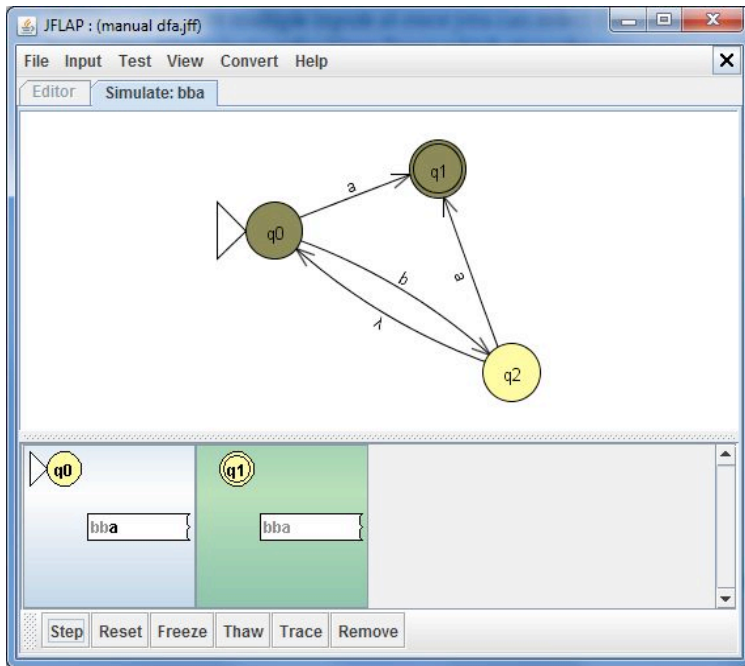 JFLAP : (manual dfa.jff)
File Input Test View Convert Help
Editor Simulate: bba
q1
a
q0
b
a
λ
q2
q0 q1
bba bba
Step Reset Freeze Thaw Trace Remove